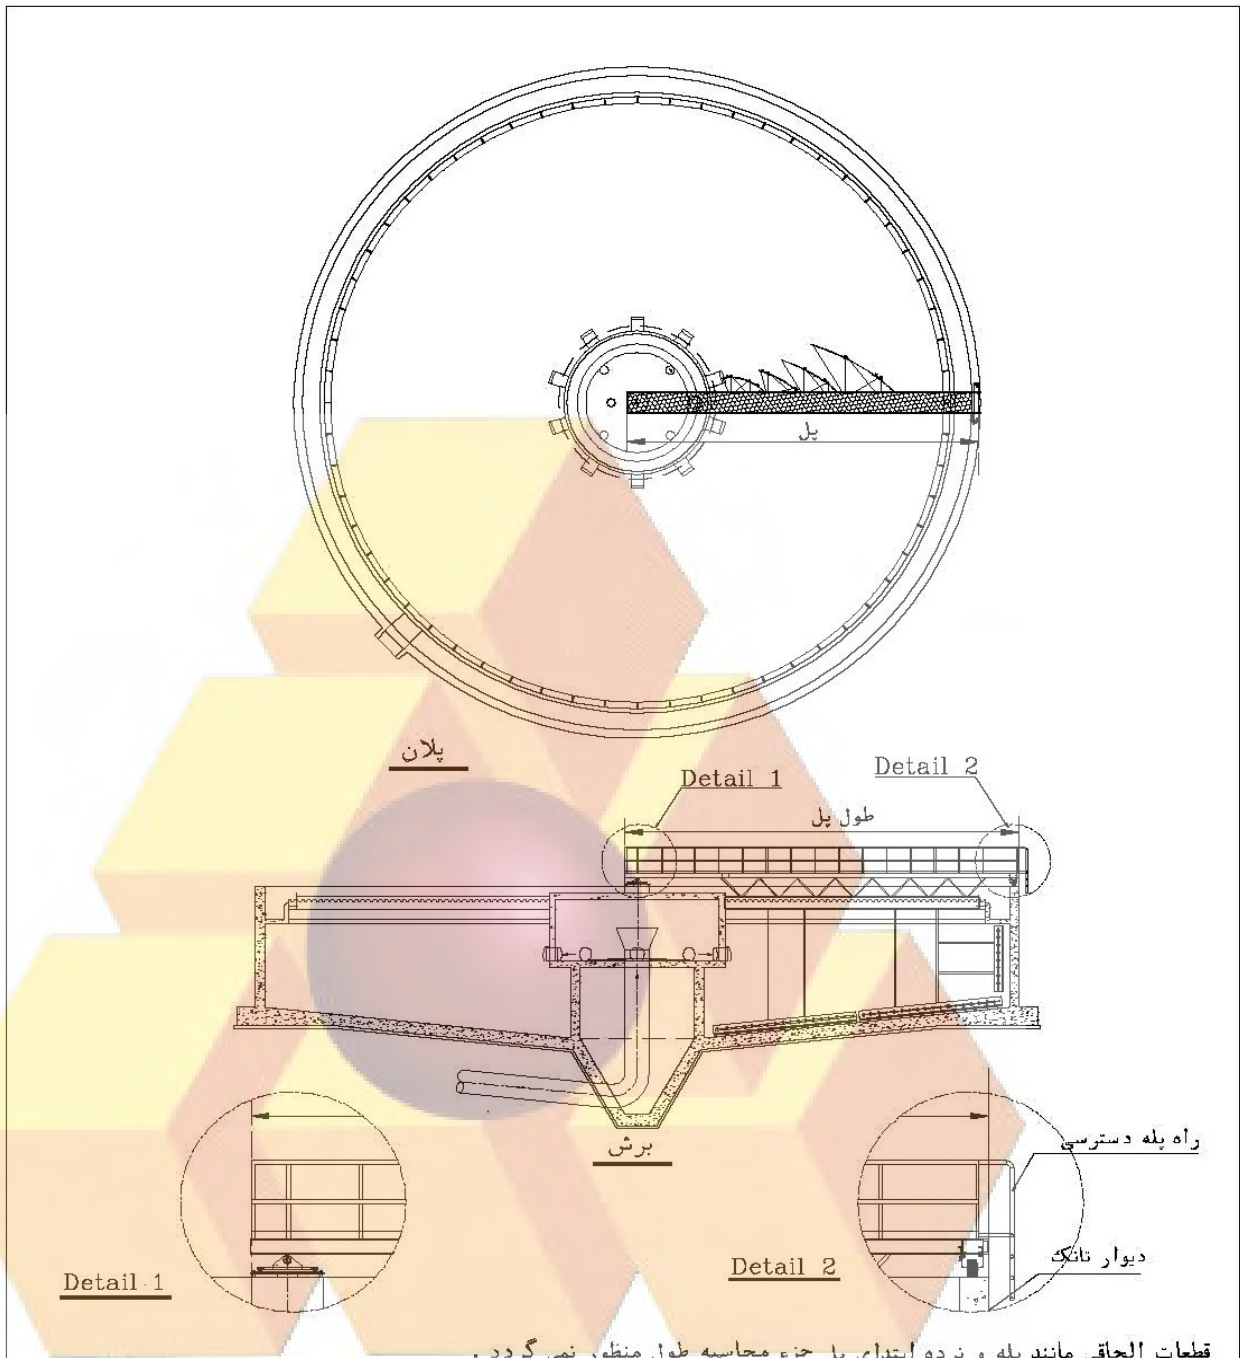 پل
پلان
Detail 1
Detail 2
طول پل
برش
راه پله دسترسی
دیوار تانک
Detail 1
Detail 2
قطعات الحاقی مانند پله و نرده ابتدای پل جزء محاسبه طول منظور نمی گردد .